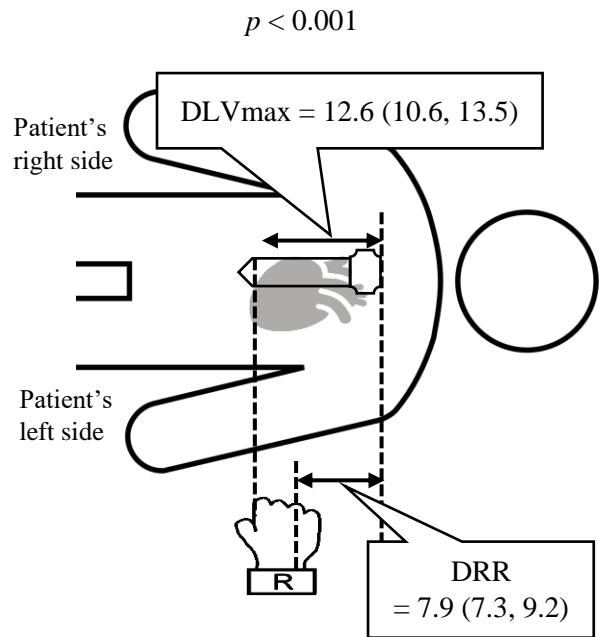 p < 0.001
DLVmax = 12.6 (10.6, 13.5)
Patient's
right side
Patient's
left side
R
DRR
= 7.9 (7.3, 9.2)